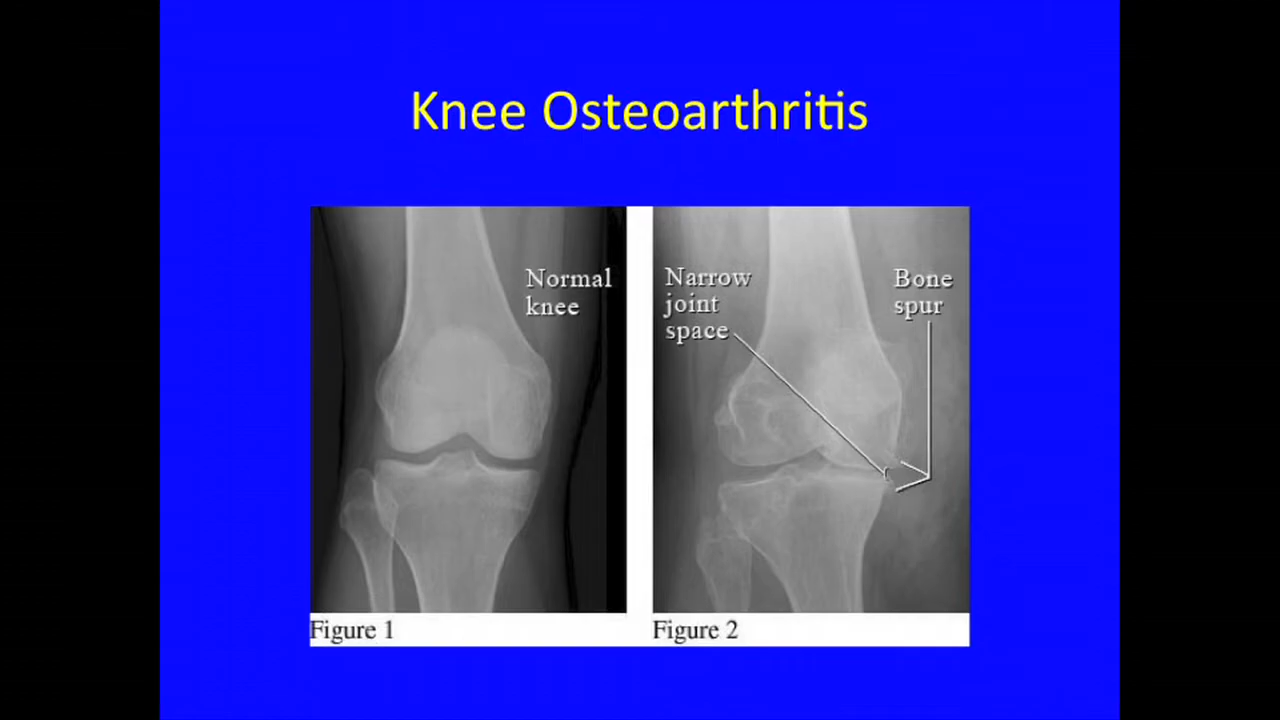 Knee Osteoarthritis
Normal
knee
Narrow
joint
space
Bone
spur
Figure 1
Figure 2